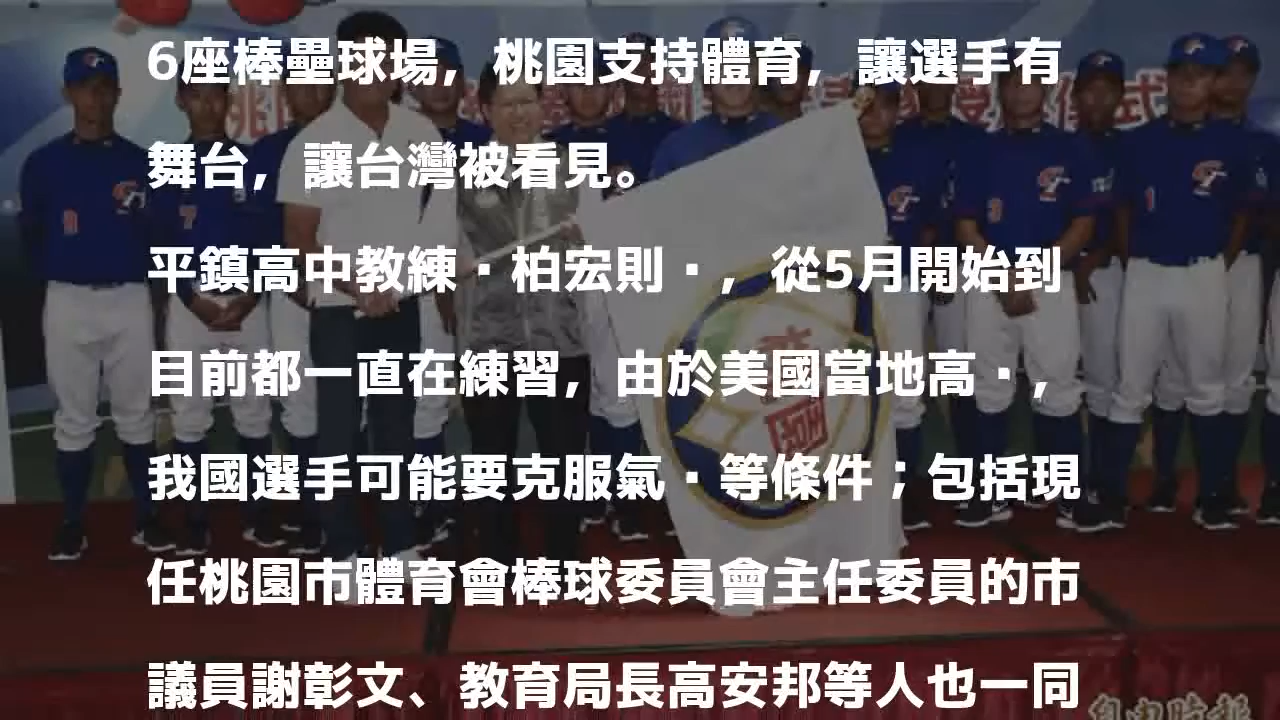 6座棒壘球場，桃園支持體育，讓選手有
舞台，讓台灣被看見。
平鎮高中教練·柏宏則·，從5月開始到
目前都一直在練習，由於美國當地高·，
我國選手可能要克服氣·等條件；包括現
任桃園市體育會棒球委員會主任委員的市
議員謝彰文、教育局長高安邦等人也一同
自由時報